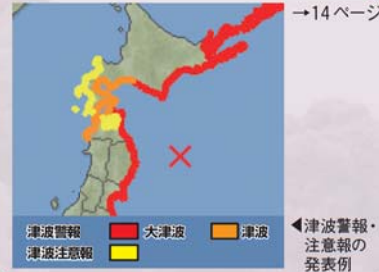 →14ページ
津波警報 大津波 津波
津波注意報
◀津波警報・
注意報の
発表例